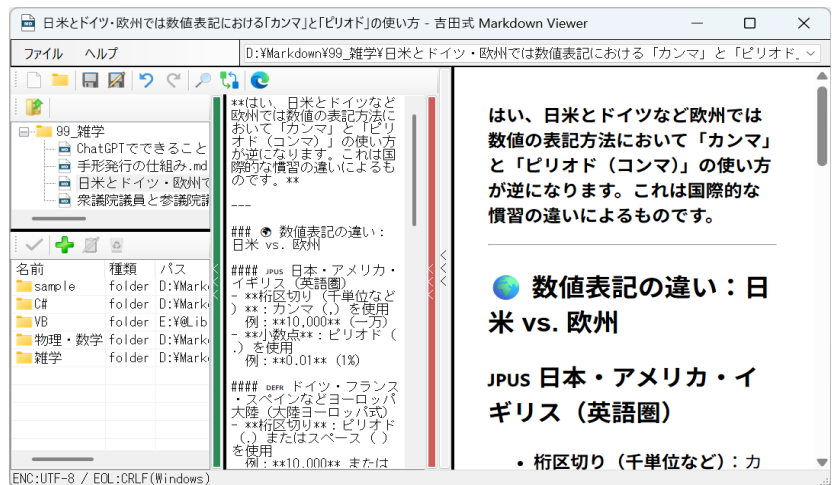 日米とドイツ・欧州では数値表記における「カンマ」と「ピリオド」の使い方 - 吉田式 Markdown Viewer
ファイル ヘルプ
D:¥Markdown¥99_雑学¥日米とドイツ・欧州では数値表記における「カンマ」と「ピリオド.
99_雑学
ChatGPTでできること
手形発行の仕組み.md
日米とドイツ・欧州で
衆議院議員と参議院議
名前 種類 パス
sample folder D:¥Mark
C# folder D:¥Mark
VB folder E:¥@Lib
物理・数学 folder D:¥Mark
雑学 folder D:¥Mark
**はい、日米とドイツなど
欧州では数値の表記方法に
おいて「カンマ」と「ピリ
オド（コンマ）」の使い方
が逆になります。これは国
際的な慣習の違いによるも
のです。**
---
### 🌍 数値表記の違い：
日米 vs. 欧州
#### JPUS 日本・アメリカ・
イギリス（英語圏）
- **桁区切り（千単位など
）**：カンマ（,）を使用
例：**10,000**（一万）
- **小数点**：ピリオド（
.）を使用
例：**0.01**（1%）
#### DEFR ドイツ・フランス
・スペインなどヨーロッパ
大陸（大陸ヨーロッパ式）
- **桁区切り**：ピリオド
（.）またはスペース（ ）
を使用
例：**10.000** または
はい、日米とドイツなど欧州では
数値の表記方法において「カンマ」
と「ピリオド（コンマ）」の使い方
が逆になります。これは国際的な
慣習の違いによるものです。
🌍 数値表記の違い：日
米 vs. 欧州
JPUS 日本・アメリカ・イ
ギリス（英語圏）
• 桁区切り（千単位など）：カ
ENC:UTF-8 / EOL:CRLF(Windows)